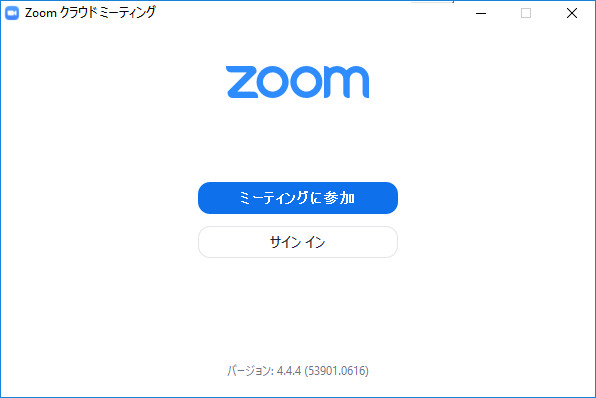 Zoom クラウド ミーティング
zoom
ミーティングに参加
サイン イン
バージョン: 4.4.4 (53901.0616)